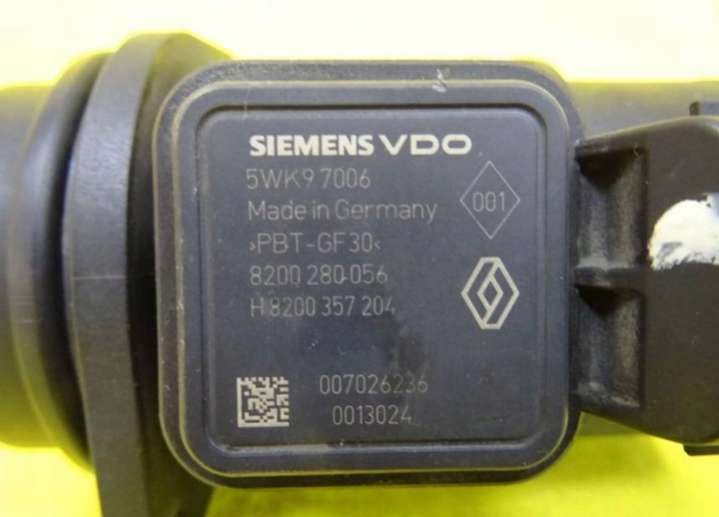 SIEMENS VDO
5WK9 7006
001
Made in Germany
>PBT-GF30<
8200 280 056
H 8200 357 204
007026236
0013024